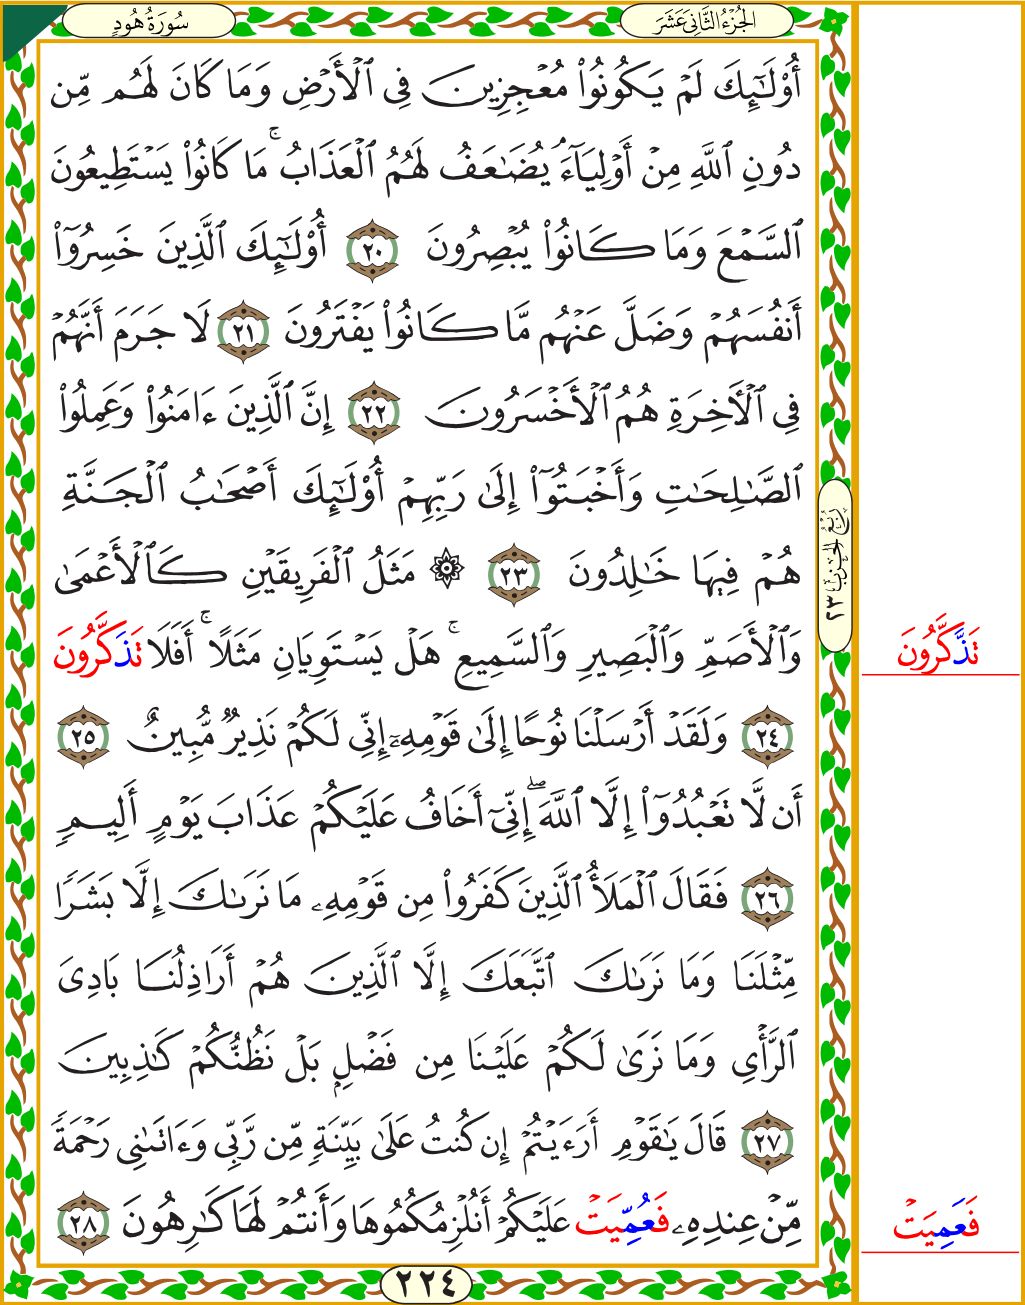 سُورَةُ هُودٍ
الجُزْءُ الثَّانِي عَشَرَ
أُوْلَٰٓئِكَ لَمْ يَكُونُواْ مُعْجِزِينَ فِي ٱلْأَرْضِ وَمَا كَانَ لَهُم مِّن
دُونِ ٱللَّهِ مِنْ أَوْلِيَآءَۘ يُضَٰعَفُ لَهُمُ ٱلْعَذَابُۚ مَا كَانُواْ يَسْتَطِيعُونَ
ٱلسَّمْعَ وَمَا كَانُواْ يُبْصِرُونَ ٢٠ أُوْلَٰٓئِكَ ٱلَّذِينَ خَسِرُوٓاْ
أَنفُسَهُمْ وَضَلَّ عَنْهُم مَّا كَانُواْ يَفْتَرُونَ ٢١ لَا جَرَمَ أَنَّهُمْ
فِي ٱلْأَخِرَةِ هُمُ ٱلْأَخْسَرُونَ ٢٢ إِنَّ ٱلَّذِينَ ءَامَنُواْ وَعَمِلُواْ
ٱلصَّٰلِحَٰتِ وَأَخْبَتُوٓاْ إِلَىٰ رَبِّهِمْ أُوْلَٰٓئِكَ أَصْحَٰبُ ٱلْجَنَّةِ
هُمْ فِيهَا خَٰلِدُونَ ٢٣ ۞ مَثَلُ ٱلْفَرِيقَيْنِ كَٱلْأَعْمَىٰ
رُبْعُ الحِزْبِ ٢٣
وَٱلْأَصَمِّ وَٱلْبَصِيرِ وَٱلسَّمِيعِۚ هَلْ يَسْتَوِيَانِ مَثَلًاۚ أَفَلَا تَذَكَّرُونَ
تَذَّكَّرُونَ
٢٤ وَلَقَدْ أَرْسَلْنَا نُوحًا إِلَىٰ قَوْمِهِۦٓ إِنِّي لَكُمْ نَذِيرٌ مُّبِينٌ ٢٥
أَن لَّا تَعْبُدُوٓاْ إِلَّا ٱللَّهَۖ إِنِّيٓ أَخَافُ عَلَيْكُمْ عَذَابَ يَوْمٍ أَلِيمٍ
٢٦ فَقَالَ ٱلْمَلَأُ ٱلَّذِينَ كَفَرُواْ مِن قَوْمِهِۦ مَا نَرَىٰكَ إِلَّا بَشَرًا
مِّثْلَنَا وَمَا نَرَىٰكَ ٱتَّبَعَكَ إِلَّا ٱلَّذِينَ هُمْ أَرَاذِلُنَا بَادِيَ
ٱلرَّأْيِ وَمَا نَرَىٰ لَكُمْ عَلَيْنَا مِن فَضْلٍۭ بَلْ نَظُنُّكُمْ كَٰذِبِينَ
٢٧ قَالَ يَٰقَوْمِ أَرَءَيْتُمْ إِن كُنتُ عَلَىٰ بَيِّنَةٍ مِّن رَّبِّي وَءَاتَىٰنِي رَحْمَةً
مِّنْ عِندِهِۦ فَعُمِّيَتْ عَلَيْكُمْ أَنُلْزِمُكُمُوهَا وَأَنتُمْ لَهَا كَٰرِهُونَ ٢٨
فَعَمِيَتْ
٢٢٤